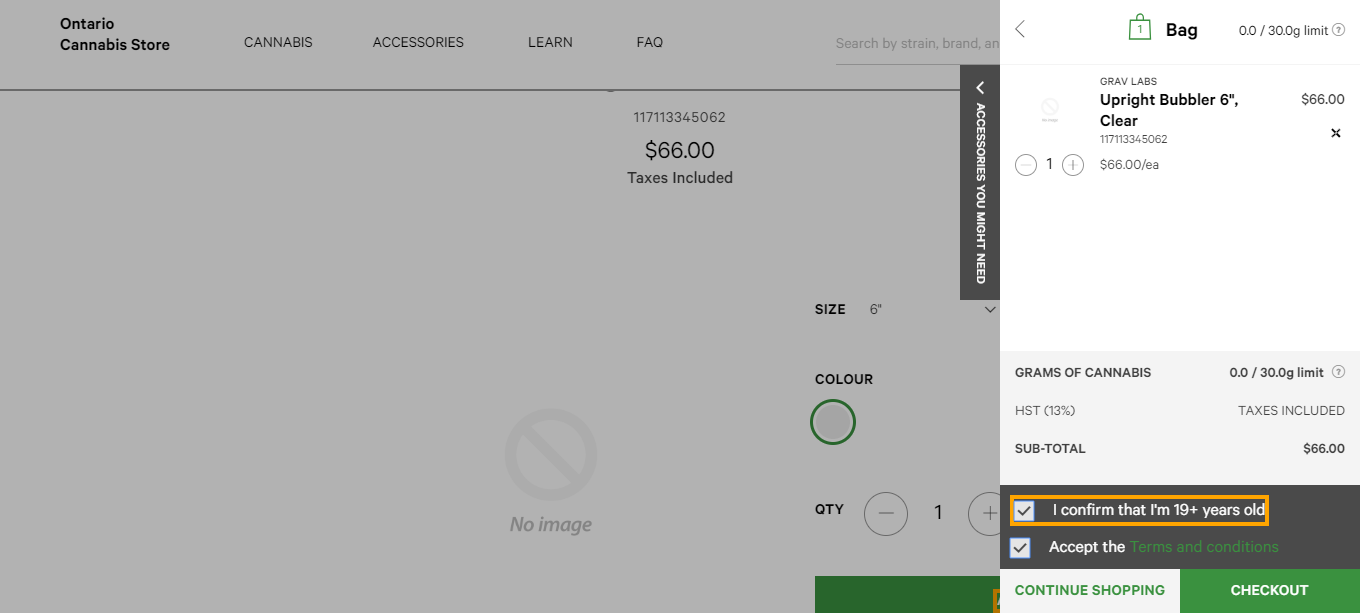 Ontario
Cannabis Store
CANNABIS
ACCESSORIES
LEARN
FAQ
Search by strain, brand, an
117113345062
$66.00
Taxes Included
SIZE
6"
COLOUR
No image
QTY
1
ACCESSORIES YOU MIGHT NEED
1
Bag
0.0 / 30.0g limit ?
GRAV LABS
Upright Bubbler 6",
Clear
$66.00
117113345062
1
$66.00/ea
GRAMS OF CANNABIS
0.0 / 30.0g limit ?
HST (13%)
TAXES INCLUDED
SUB-TOTAL
$66.00
I confirm that I'm 19+ years old
Accept the Terms and conditions
CONTINUE SHOPPING
CHECKOUT